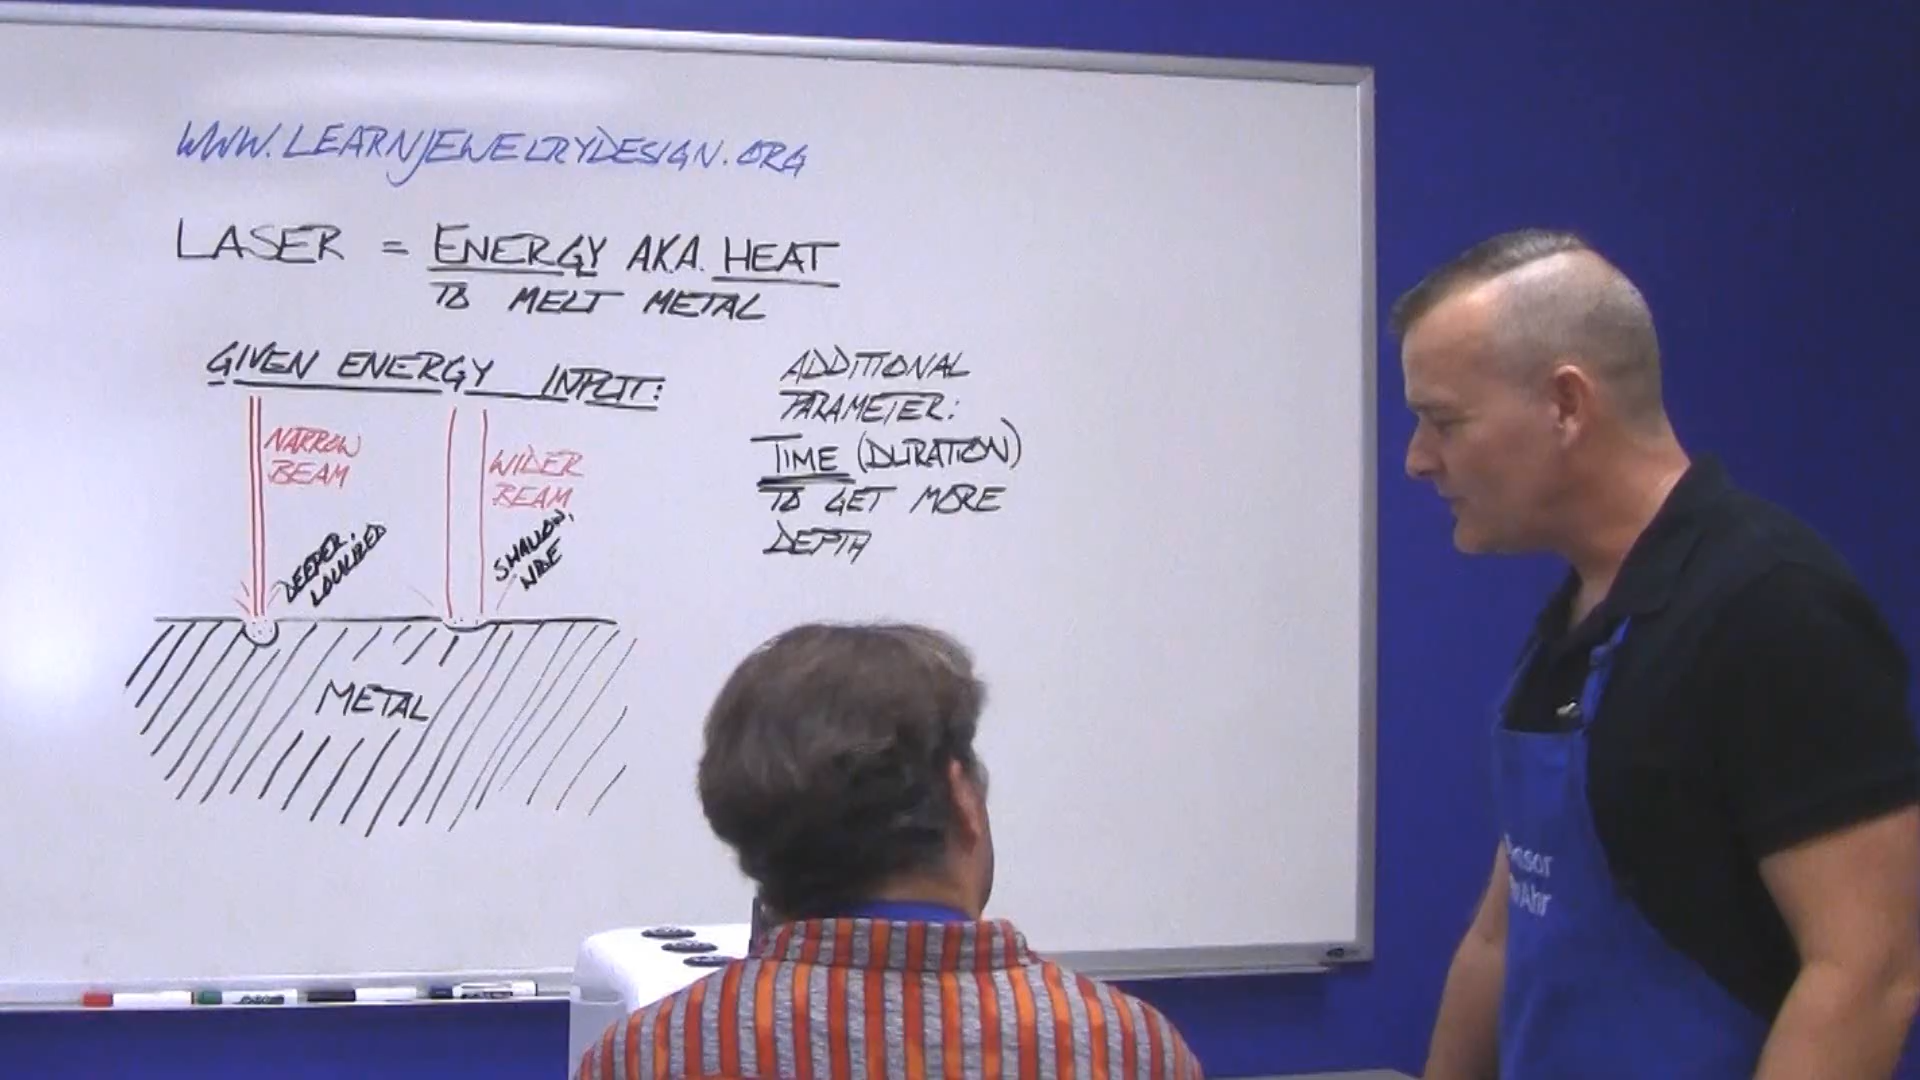 WWW.LEARNJEWELRYDESIGN.ORG
LASER = ENERGY A.K.A. HEAT
TO MELT METAL
GIVEN ENERGY INPUT:
NARROW
BEAM
DEEPER,
LOCALIZED
WIDER
BEAM
SHALLOW,
WIDE
METAL
ADDITIONAL
PARAMETER:
TIME (DURATION)
TO GET MORE
DEPTH